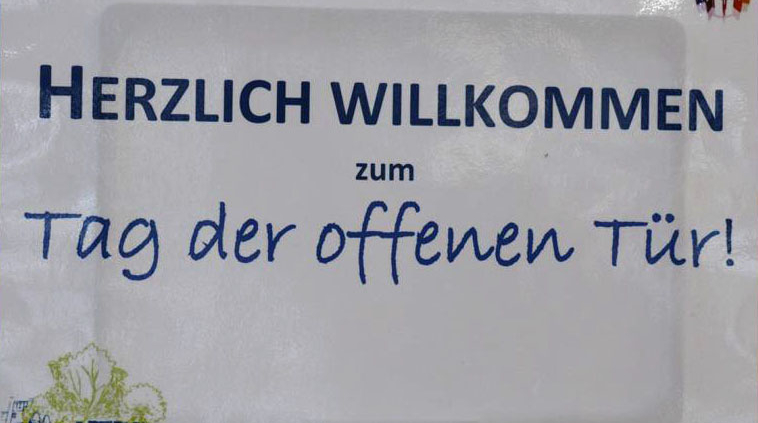 HERZLICH WILLKOMMEN
zum
Tag der offenen Tür!